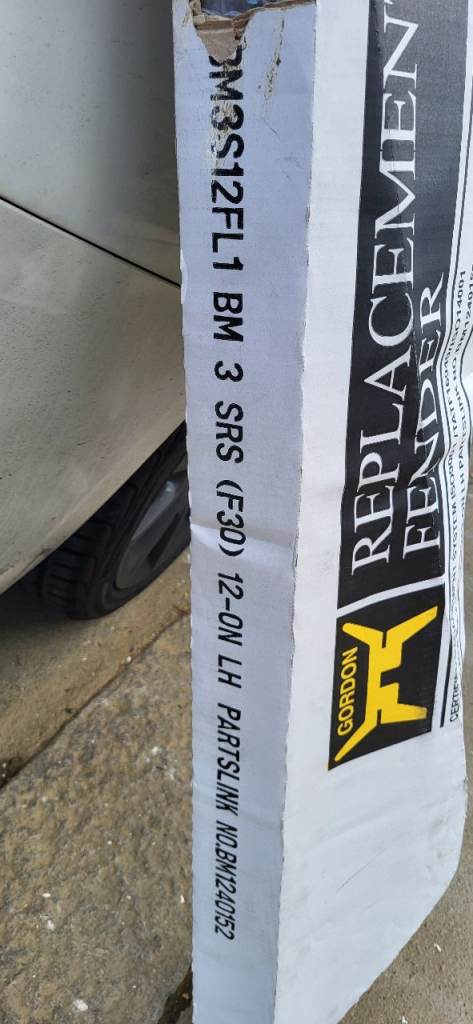 BM3S12FL1 BM 3 SRS (F30) 12-ON LH PARTSLINK NO.BM1240152
REPLACEMENT
FENDER
GORDON